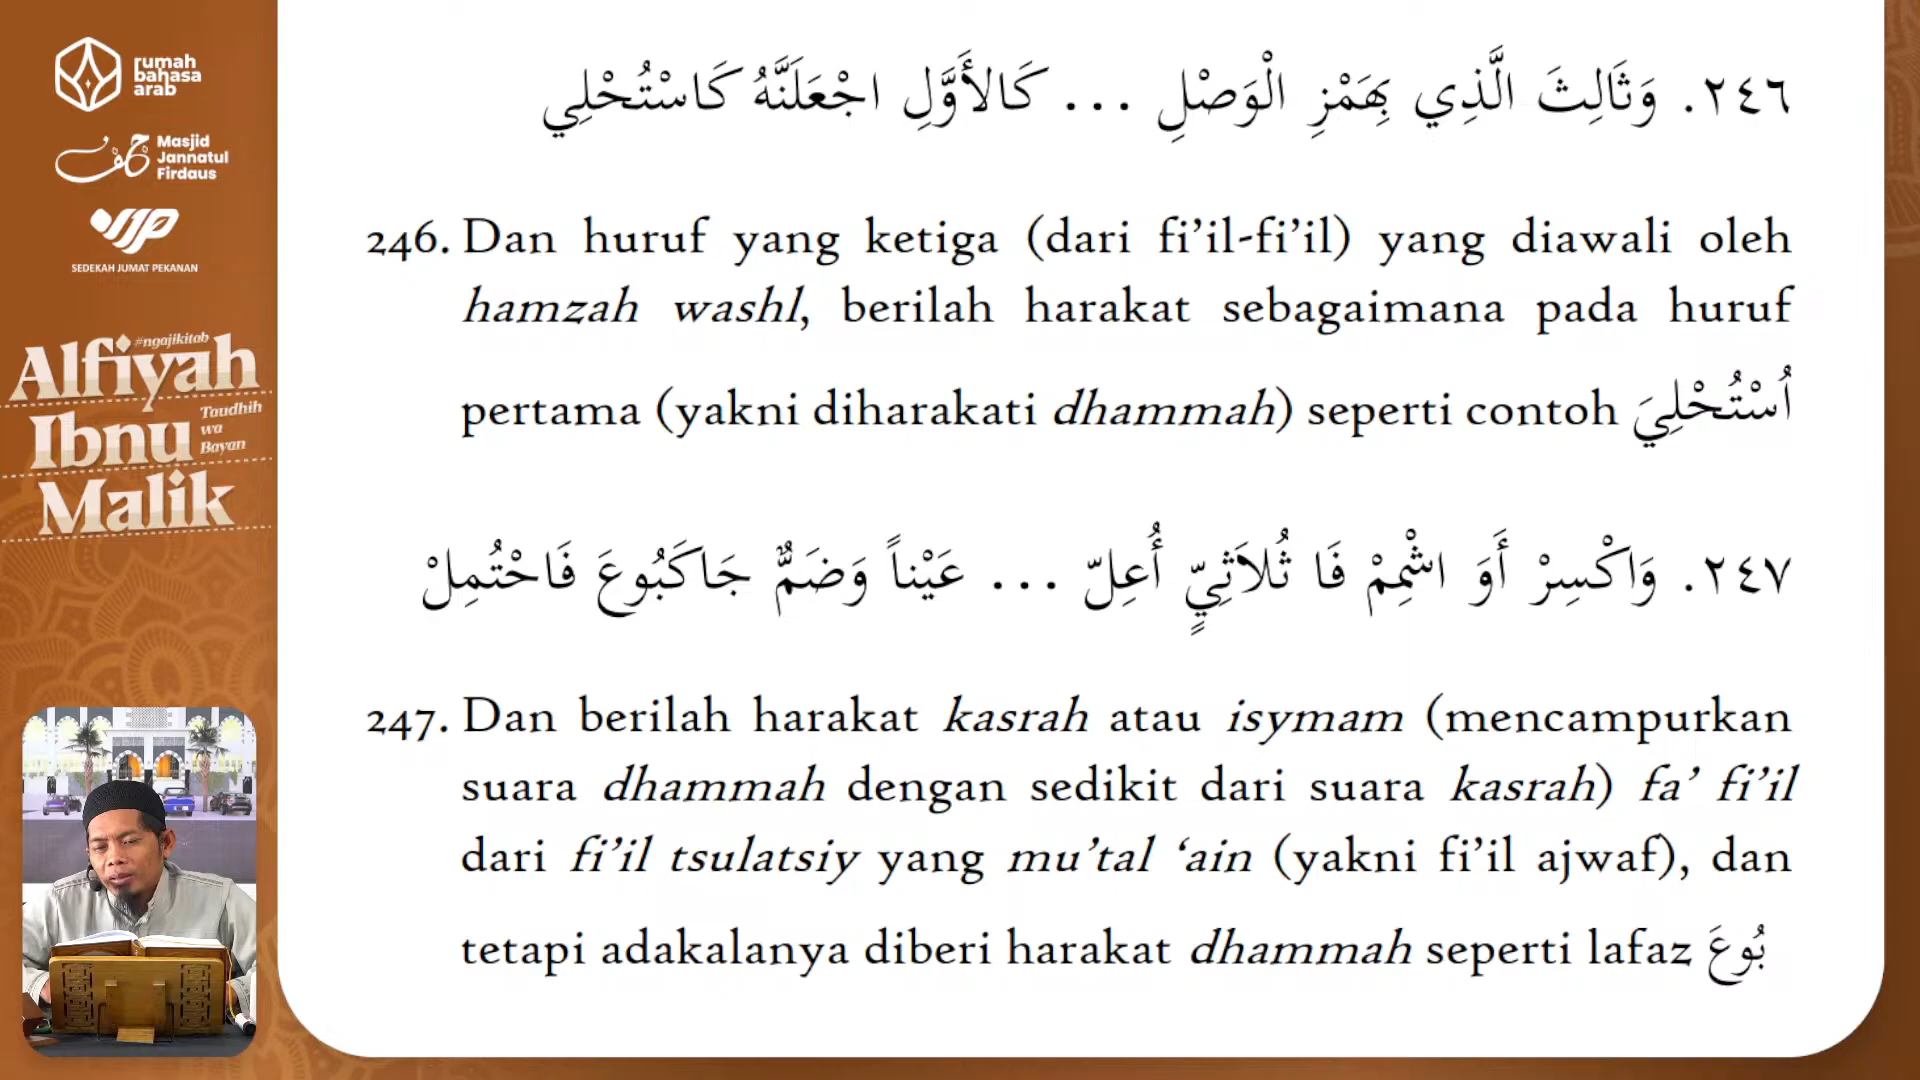 rumah
bahasa
arab
Masjid
Jannatul
Firdaus
VIP
SEDEKAH JUMAT PEKANAN
#ngajikitab
Alfiyah
Ibnu
Taudhih
wa
Bayan
Malik
٢٤٦. وَثَالِثَ الَّذِي بِهَمْزِ الْوَصْلِ ... كَالأَوَّلِ اجْعَلَنَّهُ كَاسْتُحْلِي
246. Dan huruf yang ketiga (dari fi’il-fi’il) yang diawali oleh
hamzah washl, berilah harakat sebagaimana pada huruf
pertama (yakni diharakati dhammah) seperti contoh اُسْتُحْلِيَ
٢٤٧. وَاكْسِرْ أَوَ اشْمِمْ فَا ثُلاَثِيٍّ أُعِلّ ... عَيْناً وَضَمٌّ جَاكَبُوعَ فَاحْتُمِلْ
247. Dan berilah harakat kasrah atau isymam (mencampurkan
suara dhammah dengan sedikit dari suara kasrah) fa’ fi’il
dari fi’il tsulatsiy yang mu’tal ‘ain (yakni fi’il ajwaf), dan
tetapi adakalanya diberi harakat dhammah seperti lafaz بُوعَ